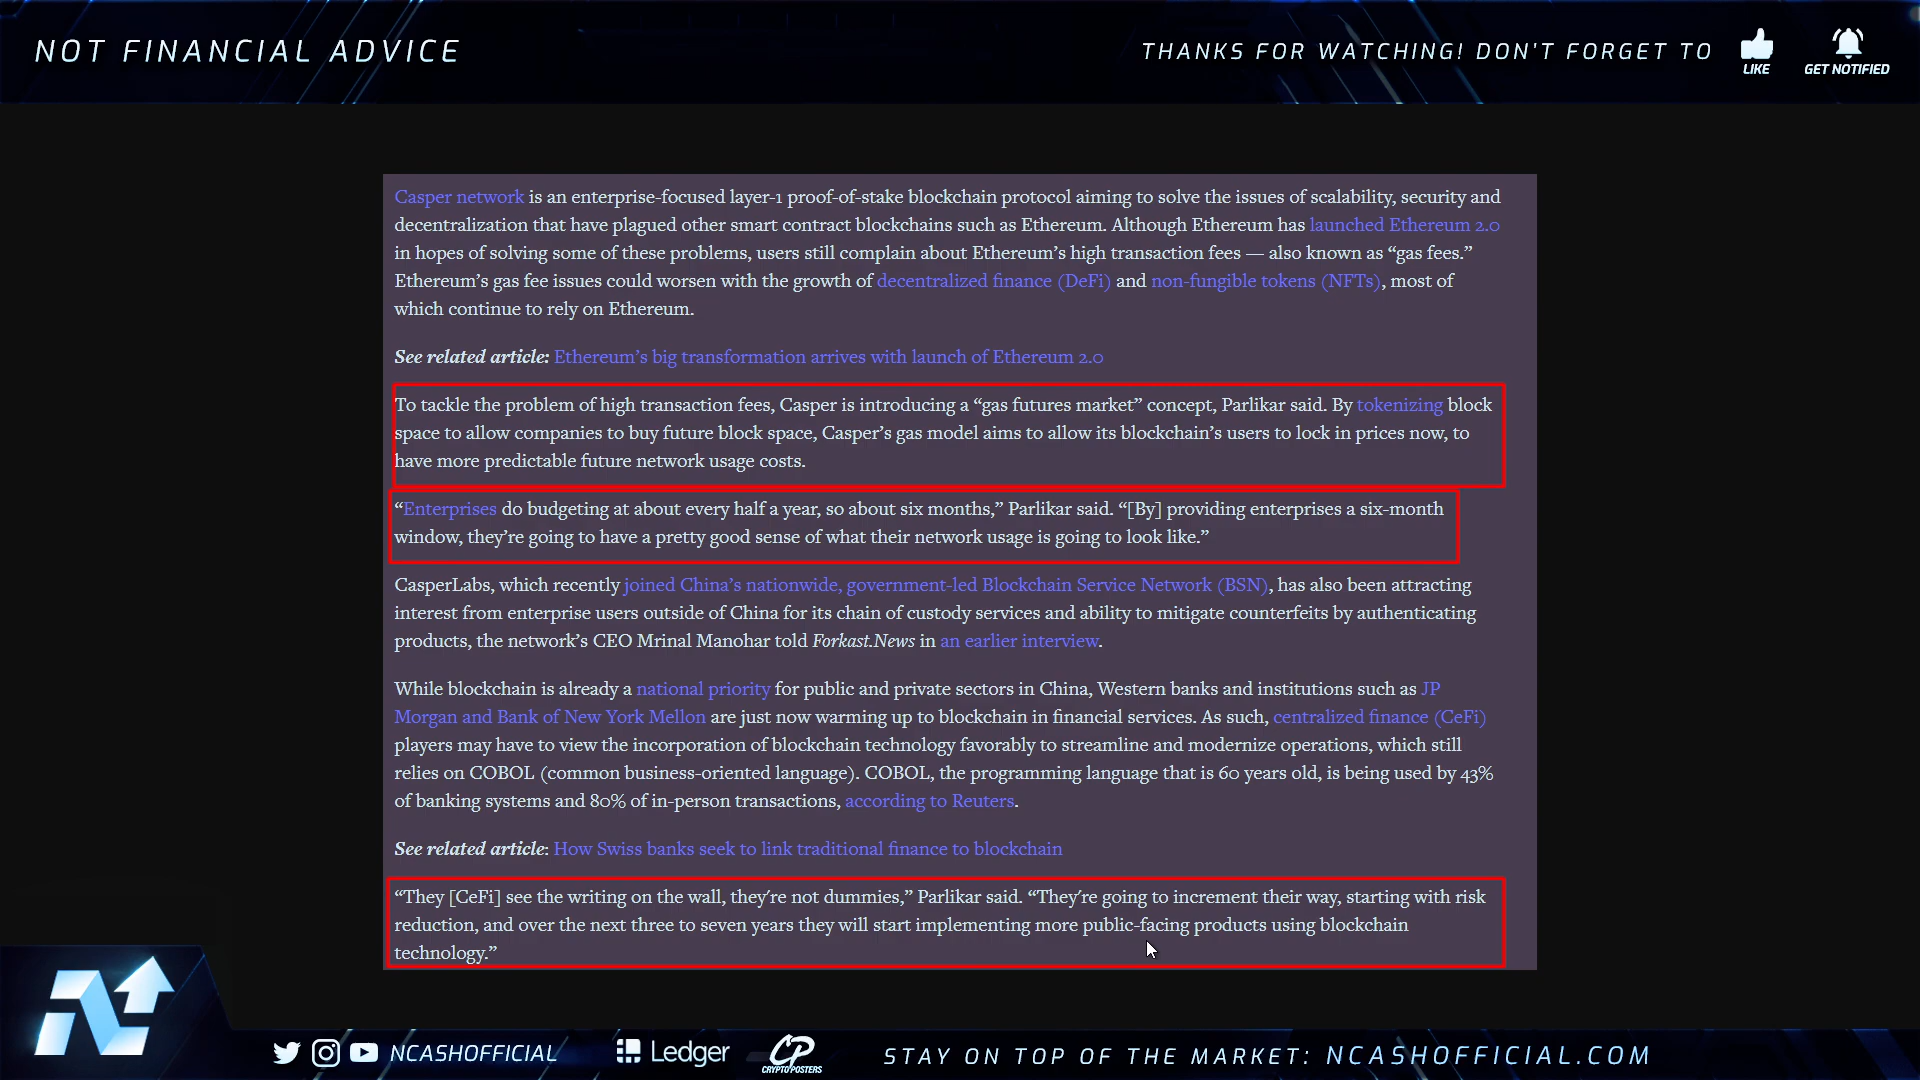 NOT FINANCIAL ADVICE
THANKS FOR WATCHING! DON'T FORGET TO
LIKE
GET NOTIFIED
Casper network is an enterprise-focused layer-1 proof-of-stake blockchain protocol aiming to solve the issues of scalability, security and
decentralization that have plagued other smart contract blockchains such as Ethereum. Although Ethereum has launched Ethereum 2.0
in hopes of solving some of these problems, users still complain about Ethereum’s high transaction fees — also known as “gas fees.”
Ethereum’s gas fee issues could worsen with the growth of decentralized finance (DeFi) and non-fungible tokens (NFTs), most of
which continue to rely on Ethereum.
See related article: Ethereum’s big transformation arrives with launch of Ethereum 2.0
To tackle the problem of high transaction fees, Casper is introducing a “gas futures market” concept, Parlikar said. By tokenizing block
space to allow companies to buy future block space, Casper’s gas model aims to allow its blockchain’s users to lock in prices now, to
have more predictable future network usage costs.
“Enterprises do budgeting at about every half a year, so about six months,” Parlikar said. “[By] providing enterprises a six-month
window, they’re going to have a pretty good sense of what their network usage is going to look like.”
CasperLabs, which recently joined China’s nationwide, government-led Blockchain Service Network (BSN), has also been attracting
interest from enterprise users outside of China for its chain of custody services and ability to mitigate counterfeits by authenticating
products, the network’s CEO Mrinal Manohar told Forkast.News in an earlier interview.
While blockchain is already a national priority for public and private sectors in China, Western banks and institutions such as JP
Morgan and Bank of New York Mellon are just now warming up to blockchain in financial services. As such, centralized finance (CeFi)
players may have to view the incorporation of blockchain technology favorably to streamline and modernize operations, which still
relies on COBOL (common business-oriented language). COBOL, the programming language that is 60 years old, is being used by 43%
of banking systems and 80% of in-person transactions, according to Reuters.
See related article: How Swiss banks seek to link traditional finance to blockchain
“They [CeFi] see the writing on the wall, they’re not dummies,” Parlikar said. “They’re going to increment their way, starting with risk
reduction, and over the next three to seven years they will start implementing more public-facing products using blockchain
technology.”
NCASHOFFICIAL
Ledger
CP
CRYPTO POSTERS
STAY ON TOP OF THE MARKET: NCASHOFFICIAL.COM